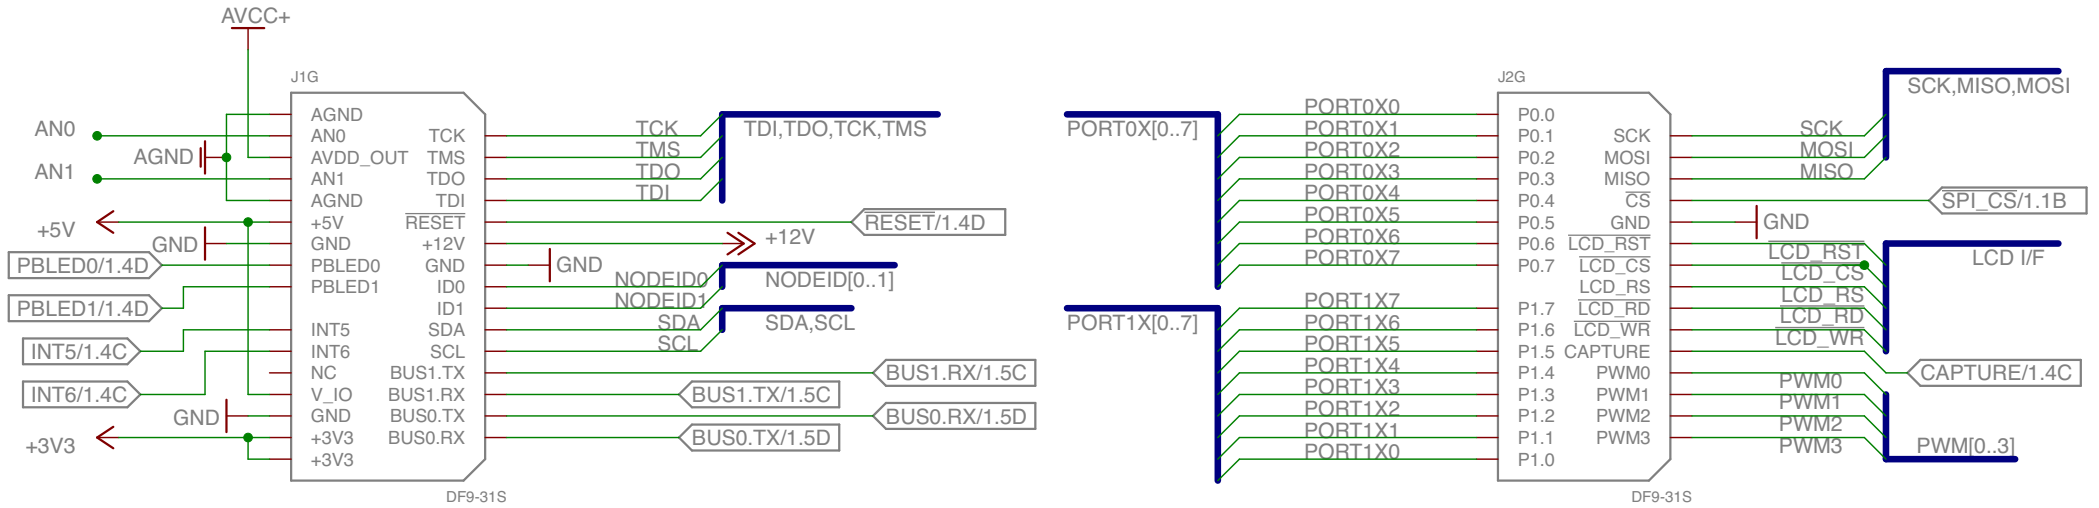 AVCC+
J1G
AN0
AGND
AN1
+5V
GND
PBLED0/1.4D
PBLED1/1.4D
INT5/1.4C
INT6/1.4C
GND
+3V3
AGND
AN0
AVDD_OUT
AN1
AGND
+5V
GND
PBLED0
PBLED1
INT5
INT6
NC
V_IO
GND
+3V3
+3V3
TCK
TMS
TDO
TDI
RESET
+12V
GND
ID0
ID1
SDA
SCL
BUS1.TX
BUS1.RX
BUS0.TX
BUS0.RX
DF9-31S
TCK
TMS
TDO
TDI
TDI,TDO,TCK,TMS
RESET/1.4D
+12V
GND
NODEID0
NODEID1
NODEID[0..1]
SDA
SCL
SDA,SCL
BUS1.RX/1.5C
BUS1.TX/1.5C
BUS0.RX/1.5D
BUS0.TX/1.5D
PORT0X[0..7]
PORT1X[0..7]
PORT0X0
PORT0X1
PORT0X2
PORT0X3
PORT0X4
PORT0X5
PORT0X6
PORT0X7
PORT1X7
PORT1X6
PORT1X5
PORT1X4
PORT1X3
PORT1X2
PORT1X1
PORT1X0
J2G
P0.0
P0.1
P0.2
P0.3
P0.4
P0.5
P0.6
P0.7
P1.7
P1.6
P1.5
P1.4
P1.3
P1.2
P1.1
P1.0
SCK
MOSI
MISO
CS
GND
LCD_RST
LCD_CS
LCD_RS
LCD_RD
LCD_WR
CAPTURE
PWM0
PWM1
PWM2
PWM3
DF9-31S
SCK
MOSI
MISO
SCK,MISO,MOSI
SPI_CS/1.1B
GND
LCD_RST
LCD_CS
LCD_RS
LCD_RD
LCD_WR
LCD I/F
CAPTURE/1.4C
PWM0
PWM1
PWM2
PWM3
PWM[0..3]